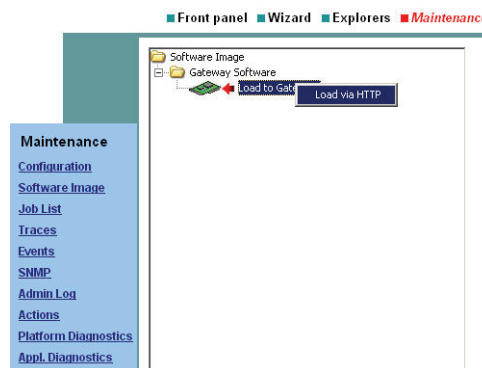 Front panel Wizard Explorers Maintenance
Software Image
Gateway Software
Load to Gate
Load via HTTP
Maintenance
Configuration
Software Image
Job List
Traces
Events
SNMP
Admin Log
Actions
Platform Diagnostics
Appl. Diagnostics